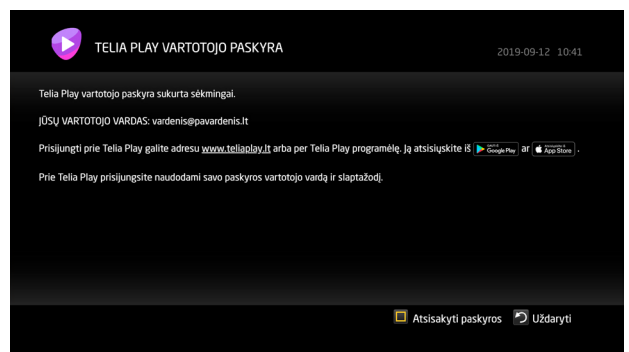 TELIA PLAY VARTOTOJO PASKYRA
2019-09-12 10:41
Telia Play vartotojo paskyra sukurta sėkmingai.
JŪSŲ VARTOTOJO VARDAS: vardenis@pavardenis.lt
Prisijungti prie Telia Play galite adresu www.teliaplay.lt arba per Telia Play programėlę. Ją atsisiųskite iš Google Play ar App Store .
Prie Telia Play prisijungsite naudodami savo paskyros vartotojo vardą ir slaptažodį.
Atsisakyti paskyros Uždaryti